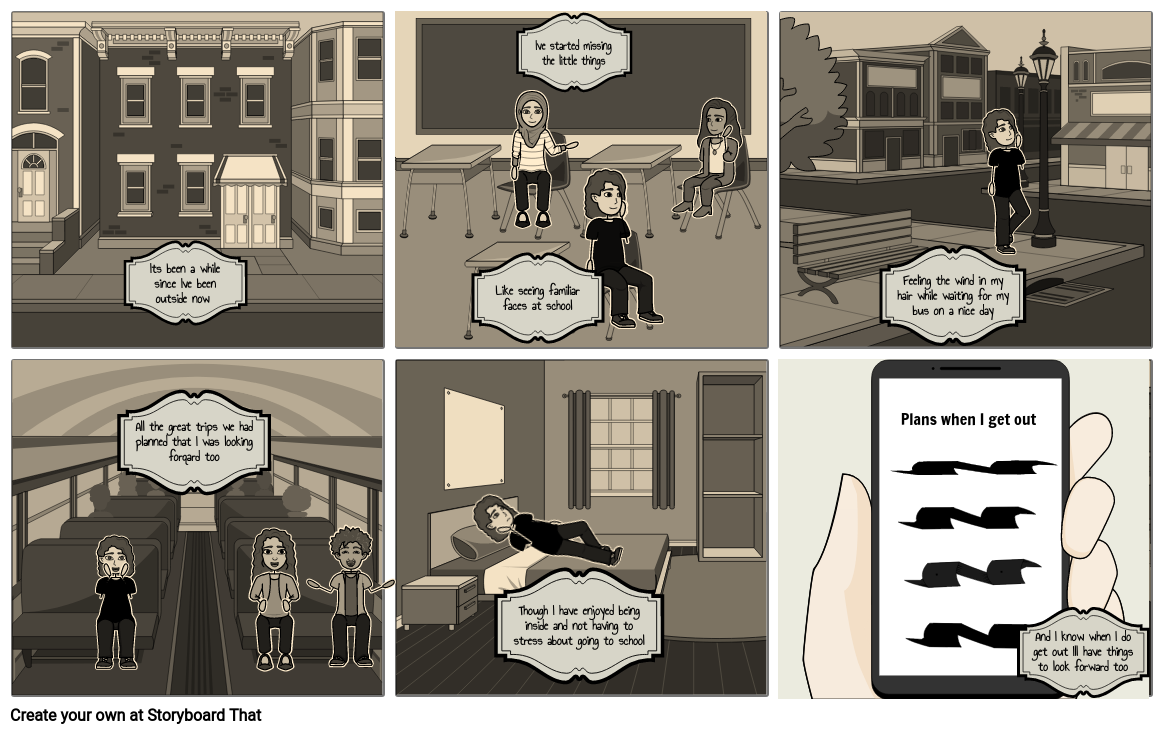 Its been a while
since Ive been
outside now
Ive started missing
the little things
Like seeing familiar
faces at school
Feeling the wind in my
hair while waiting for my
bus on a nice day
All the great trips we had
planned that I was looking
forqard too
Though I have enjoyed being
inside and not having to
stress about going to school
Plans when I get out
And I know when I do
get out Ill have things
to look forward too
Create your own at Storyboard That